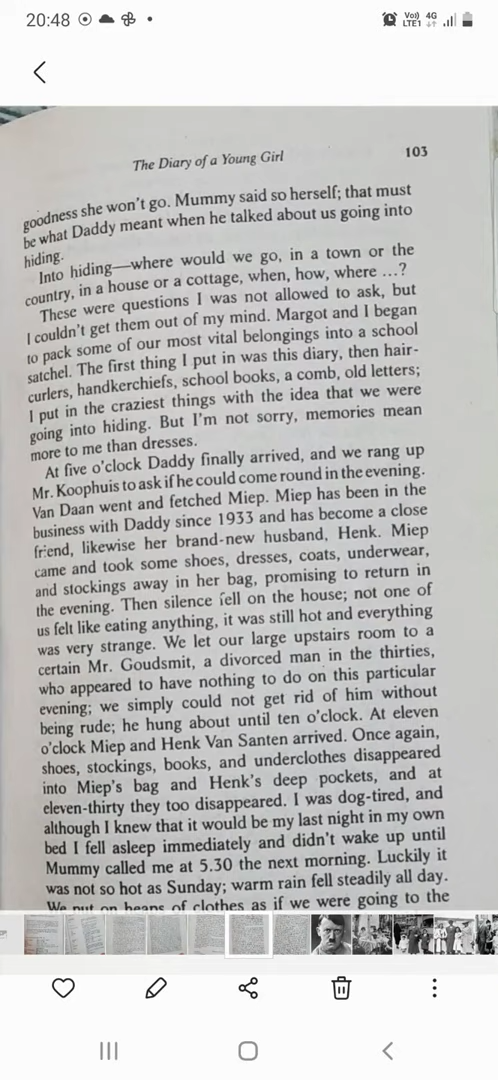 20:48
Vo)) 4G
LTE1
The Diary of a Young Girl
103
goodness she won't go. Mummy said so herself; that must
be what Daddy meant when he talked about us going into
hiding.
Into hiding—where would we go, in a town or the
country, in a house or a cottage, when, how, where ...?
These were questions I was not allowed to ask, but
I couldn't get them out of my mind. Margot and I began
to pack some of our most vital belongings into a school
satchel. The first thing I put in was this diary, then hair-
curlers, handkerchiefs, school books, a comb, old letters;
I put in the craziest things with the idea that we were
going into hiding. But I'm not sorry, memories mean
more to me than dresses.
At five o'clock Daddy finally arrived, and we rang up
Mr. Koophuis to ask if he could come round in the evening.
Van Daan went and fetched Miep. Miep has been in the
business with Daddy since 1933 and has become a close
friend, likewise her brand-new husband, Henk. Miep
came and took some shoes, dresses, coats, underwear,
and stockings away in her bag, promising to return in
the evening. Then silence fell on the house; not one of
us felt like eating anything, it was still hot and everything
was very strange. We let our large upstairs room to a
certain Mr. Goudsmit, a divorced man in the thirties,
who appeared to have nothing to do on this particular
evening; we simply could not get rid of him without
being rude; he hung about until ten o'clock. At eleven
o'clock Miep and Henk Van Santen arrived. Once again,
shoes, stockings, books, and underclothes disappeared
into Miep's bag and Henk's deep pockets, and at
eleven-thirty they too disappeared. I was dog-tired, and
although I knew that it would be my last night in my own
bed I fell asleep immediately and didn't wake up until
Mummy called me at 5.30 the next morning. Luckily it
was not so hot as Sunday; warm rain fell steadily all day.
We put on heaps of clothes as if we were going to the